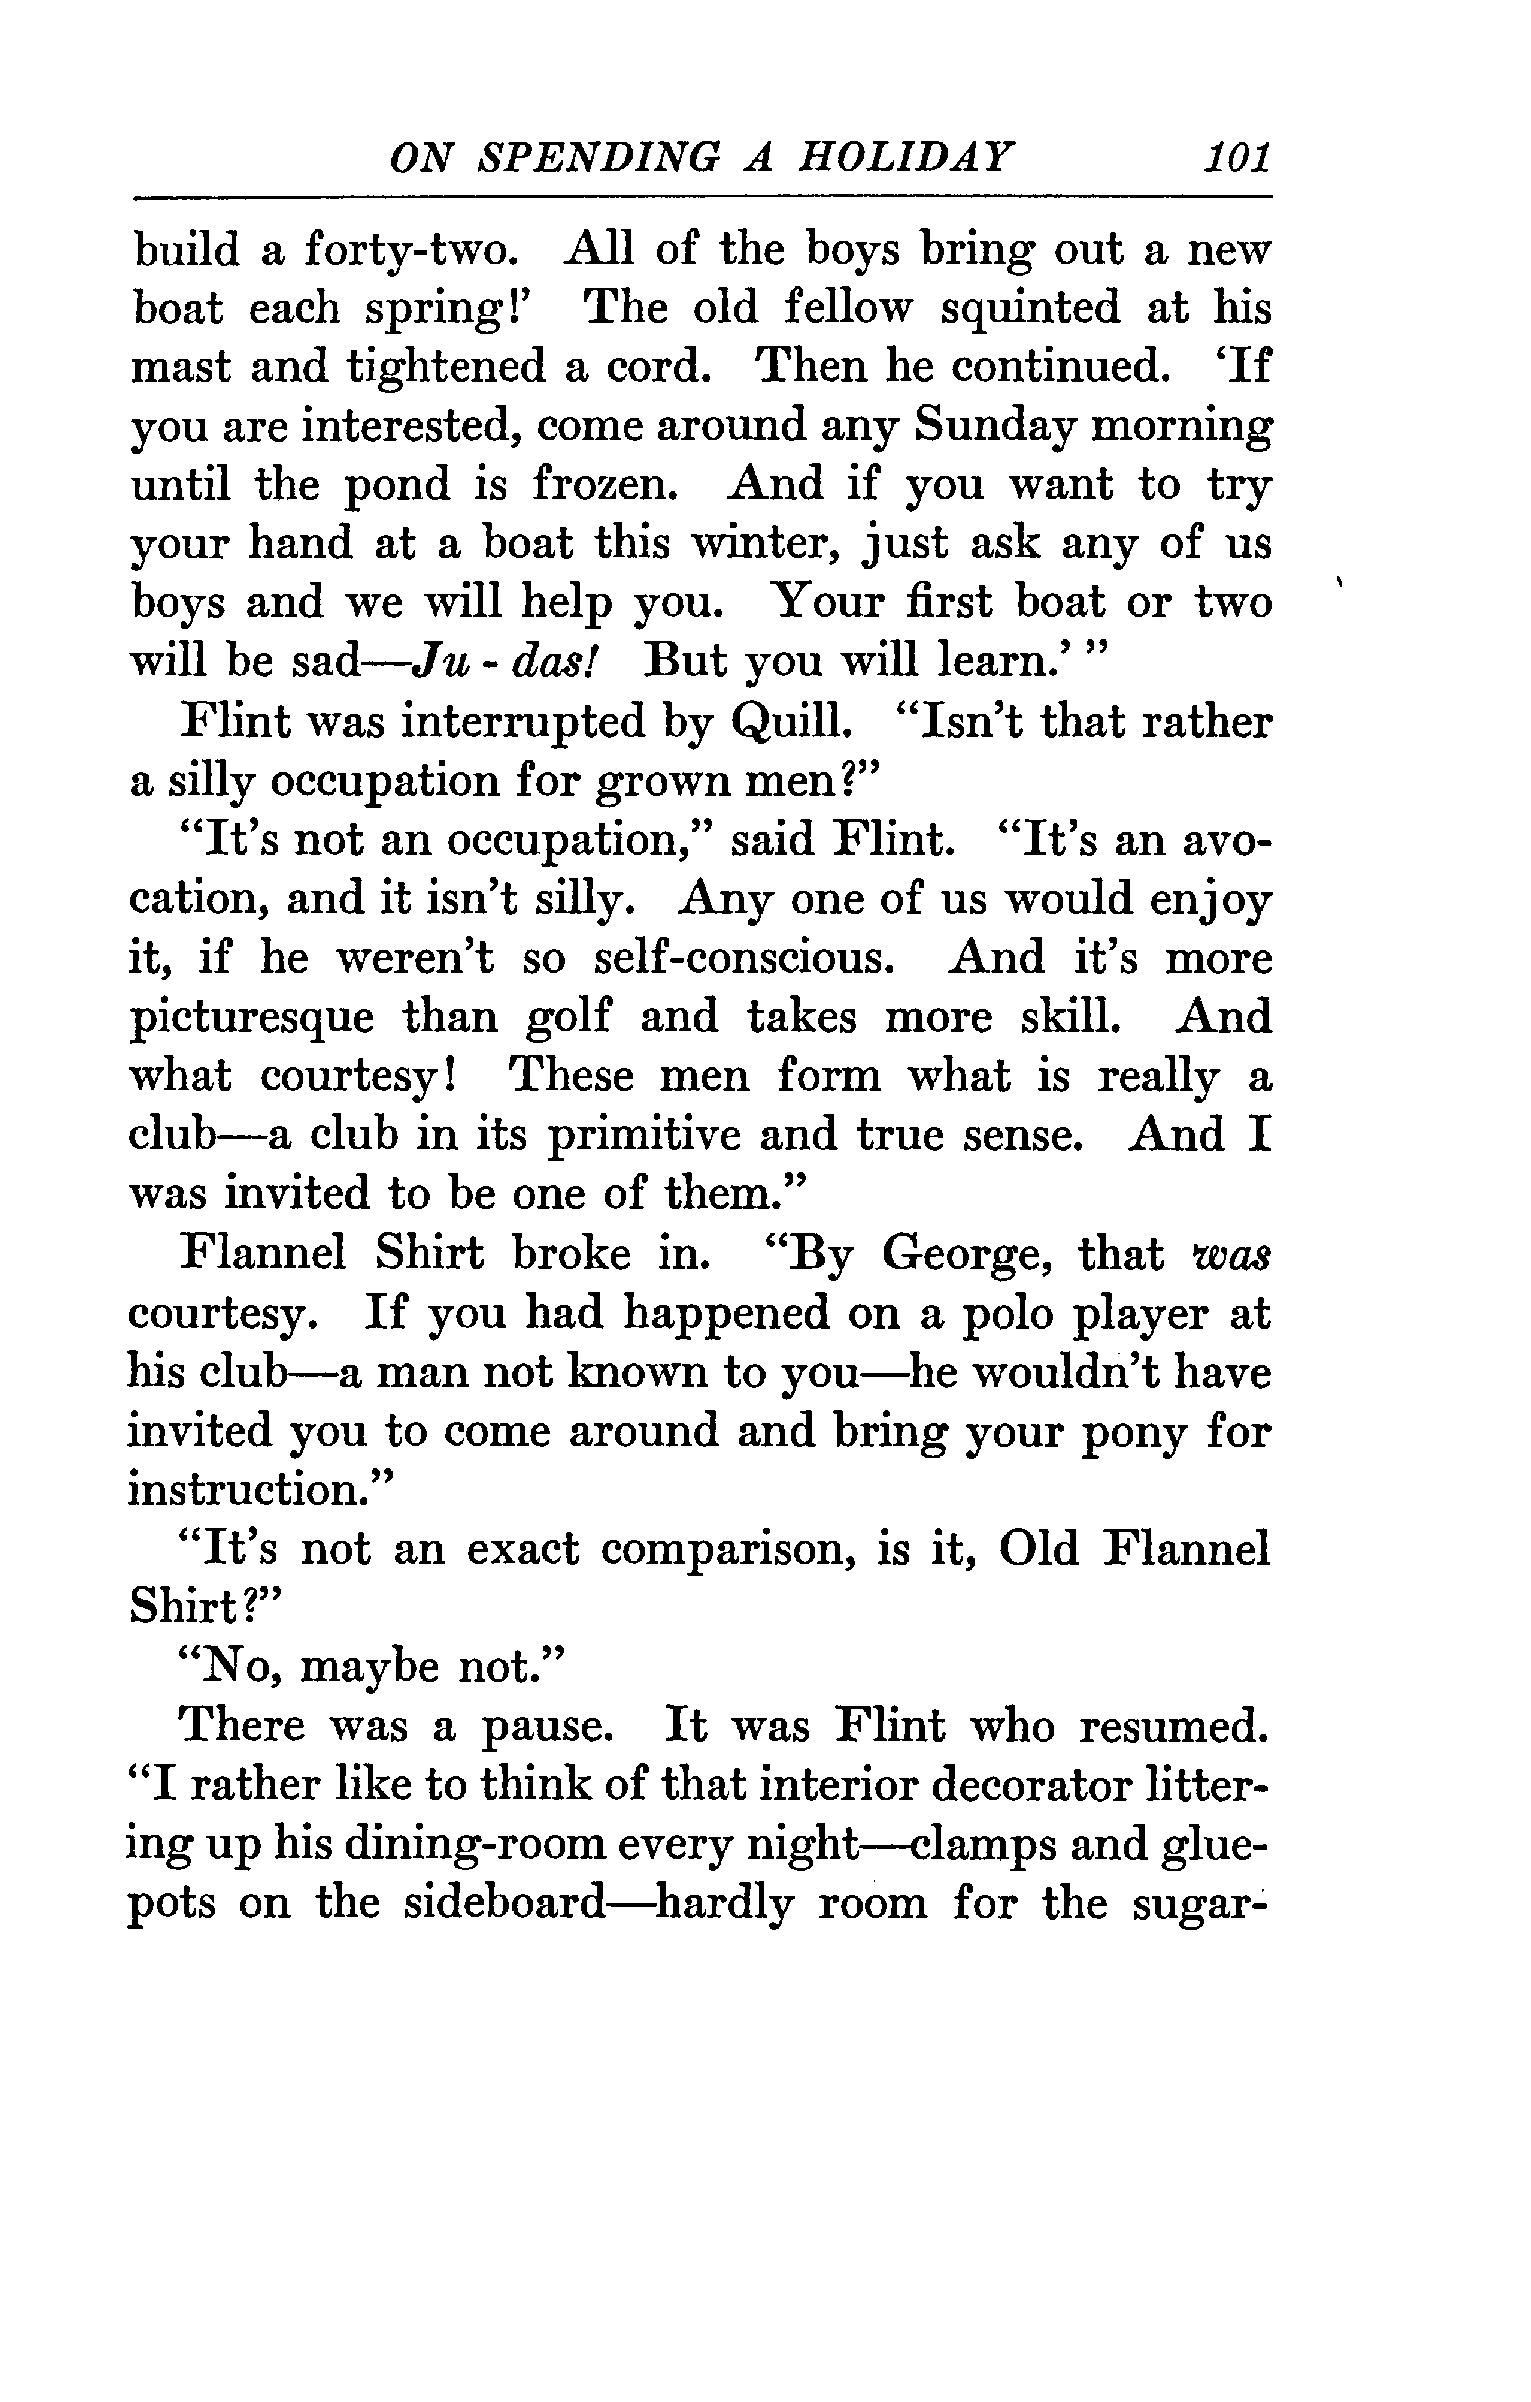 ON SPENDING A HOLIDAY 101
build a forty-two. All of the boys bring out a new
boat each spring!’ The old fellow squinted at his
mast and tightened a cord. Then he continued. ‘If
you are interested, come around any Sunday morning
until the pond is frozen. And if you want to try
your hand at a boat this winter, just ask any of us
boys and we will help you. Your first boat or two
will be sad—Ju - das! But you will learn.’ ”
Flint was interrupted by Quill. “Isn’t that rather
a silly occupation for grown men?”
“It’s not an occupation,” said Flint. “It’s an avo-
cation, and it isn’t silly. Any one of us would enjoy
it, if he weren’t so self-conscious. And it’s more
picturesque than golf and takes more skill. And
what courtesy! These men form what is really a
club—a club in its primitive and true sense. And I
was invited to be one of them.”
Flannel Shirt broke in. “By George, that was
courtesy. If you had happened on a polo player at
his club—a man not known to you—he wouldn’t have
invited you to come around and bring your pony for
instruction.”
“It’s not an exact comparison, is it, Old Flannel
Shirt?”
“No, maybe not.”
There was a pause. It was Flint who resumed.
“I rather like to think of that interior decorator litter-
ing up his dining-room every night—clamps and glue-
pots on the sideboard—hardly room for the sugar-